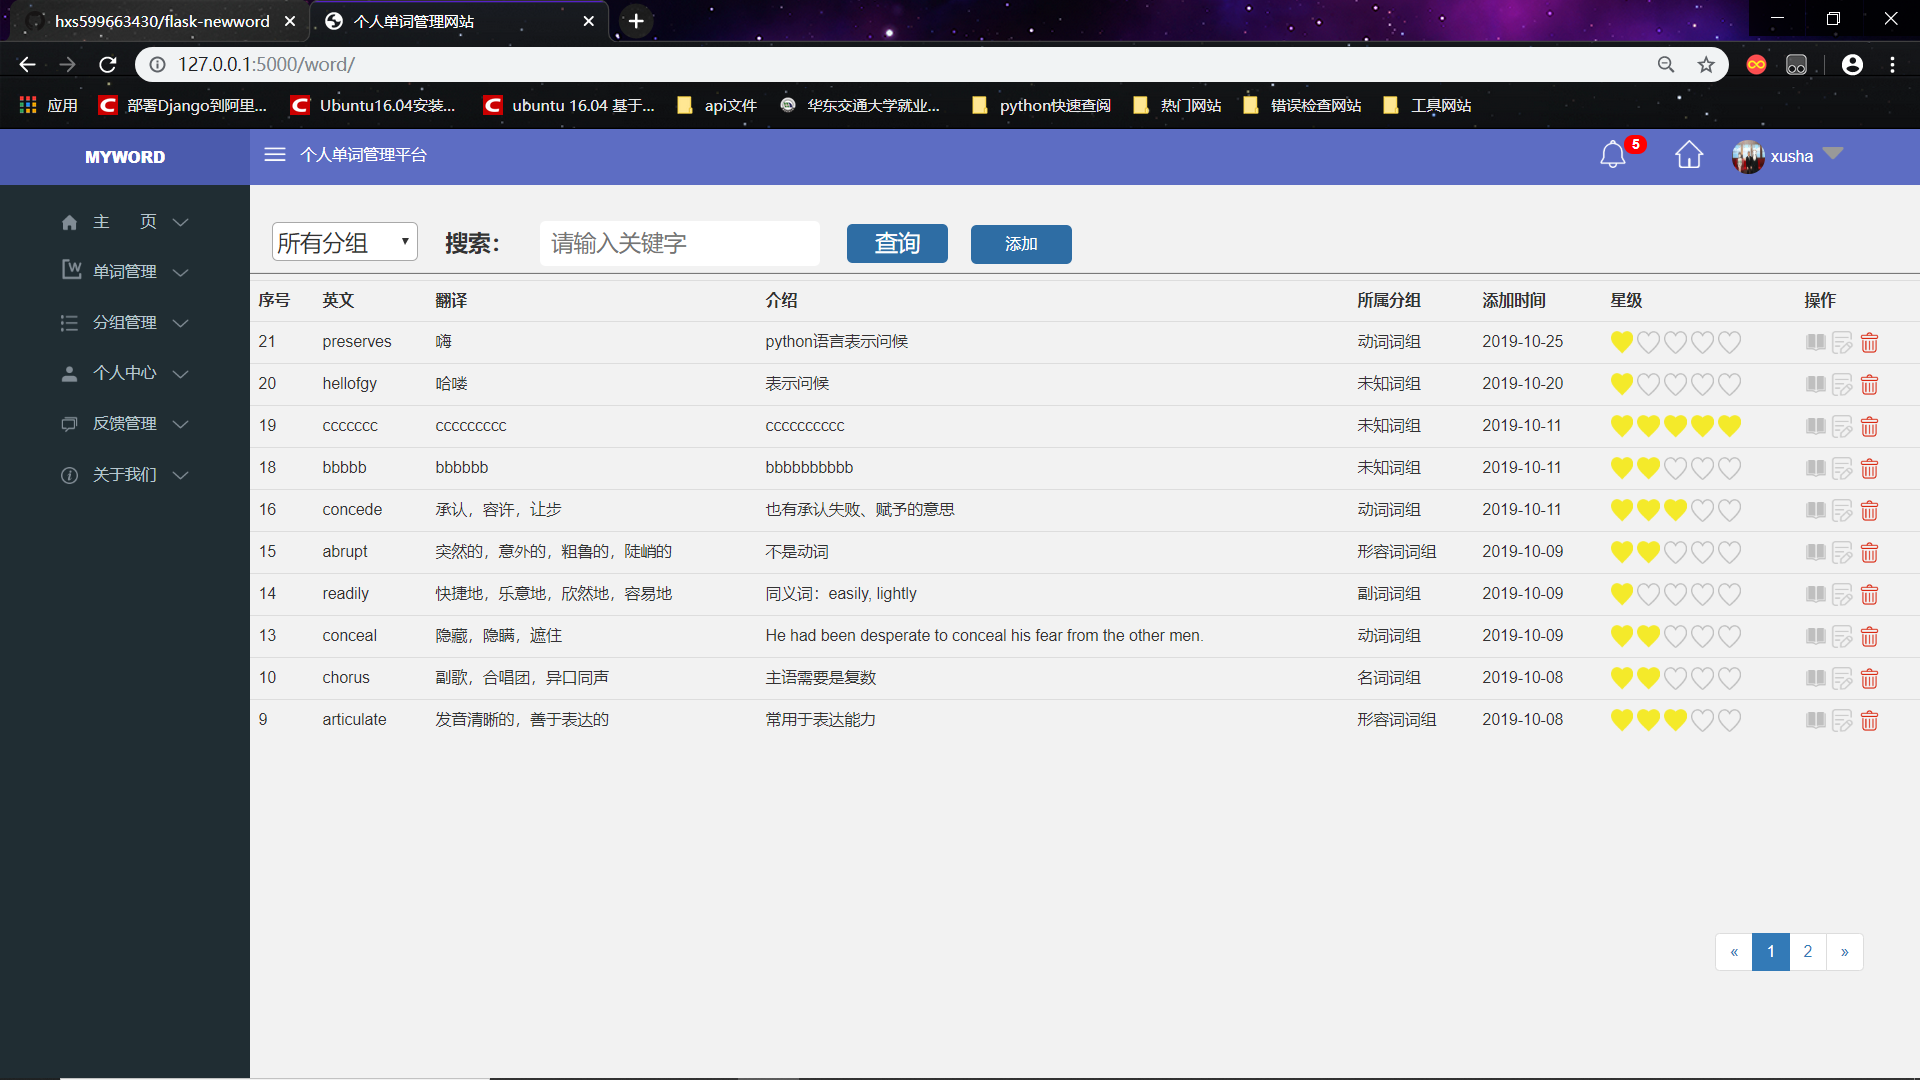 hxs599663430/flask-newword
个人单词管理网站
127.0.0.1:5000/word/
应用 部署Django到阿里... Ubuntu16.04安装... ubuntu 16.04 基于... api文件 华东交通大学就业... python快速查阅 热门网站 错误检查网站 工具网站
MYWORD
个人单词管理平台
5
xusha
主 页
单词管理
分组管理
个人中心
反馈管理
关于我们
所有分组 搜索： 请输入关键字 查询 添加
序号 英文 翻译 介绍 所属分组 添加时间 星级 操作
21 preserves 嗨 python语言表示问候 动词词组 2019-10-25
20 hellofgy 哈喽 表示问候 未知词组 2019-10-20
19 ccccccc ccccccccc cccccccccc 未知词组 2019-10-11
18 bbbbb bbbbbb bbbbbbbbbb 未知词组 2019-10-11
16 concede 承认，容许，让步 也有承认失败、赋予的意思 动词词组 2019-10-11
15 abrupt 突然的，意外的，粗鲁的，陡峭的 不是动词 形容词词组 2019-10-09
14 readily 快捷地，乐意地，欣然地，容易地 同义词：easily, lightly 副词词组 2019-10-09
13 conceal 隐藏，隐瞒，遮住 He had been desperate to conceal his fear from the other men. 动词词组 2019-10-09
10 chorus 副歌，合唱团，异口同声 主语需要是复数 名词词组 2019-10-08
9 articulate 发音清晰的，善于表达的 常用于表达能力 形容词词组 2019-10-08
« 1 2 »